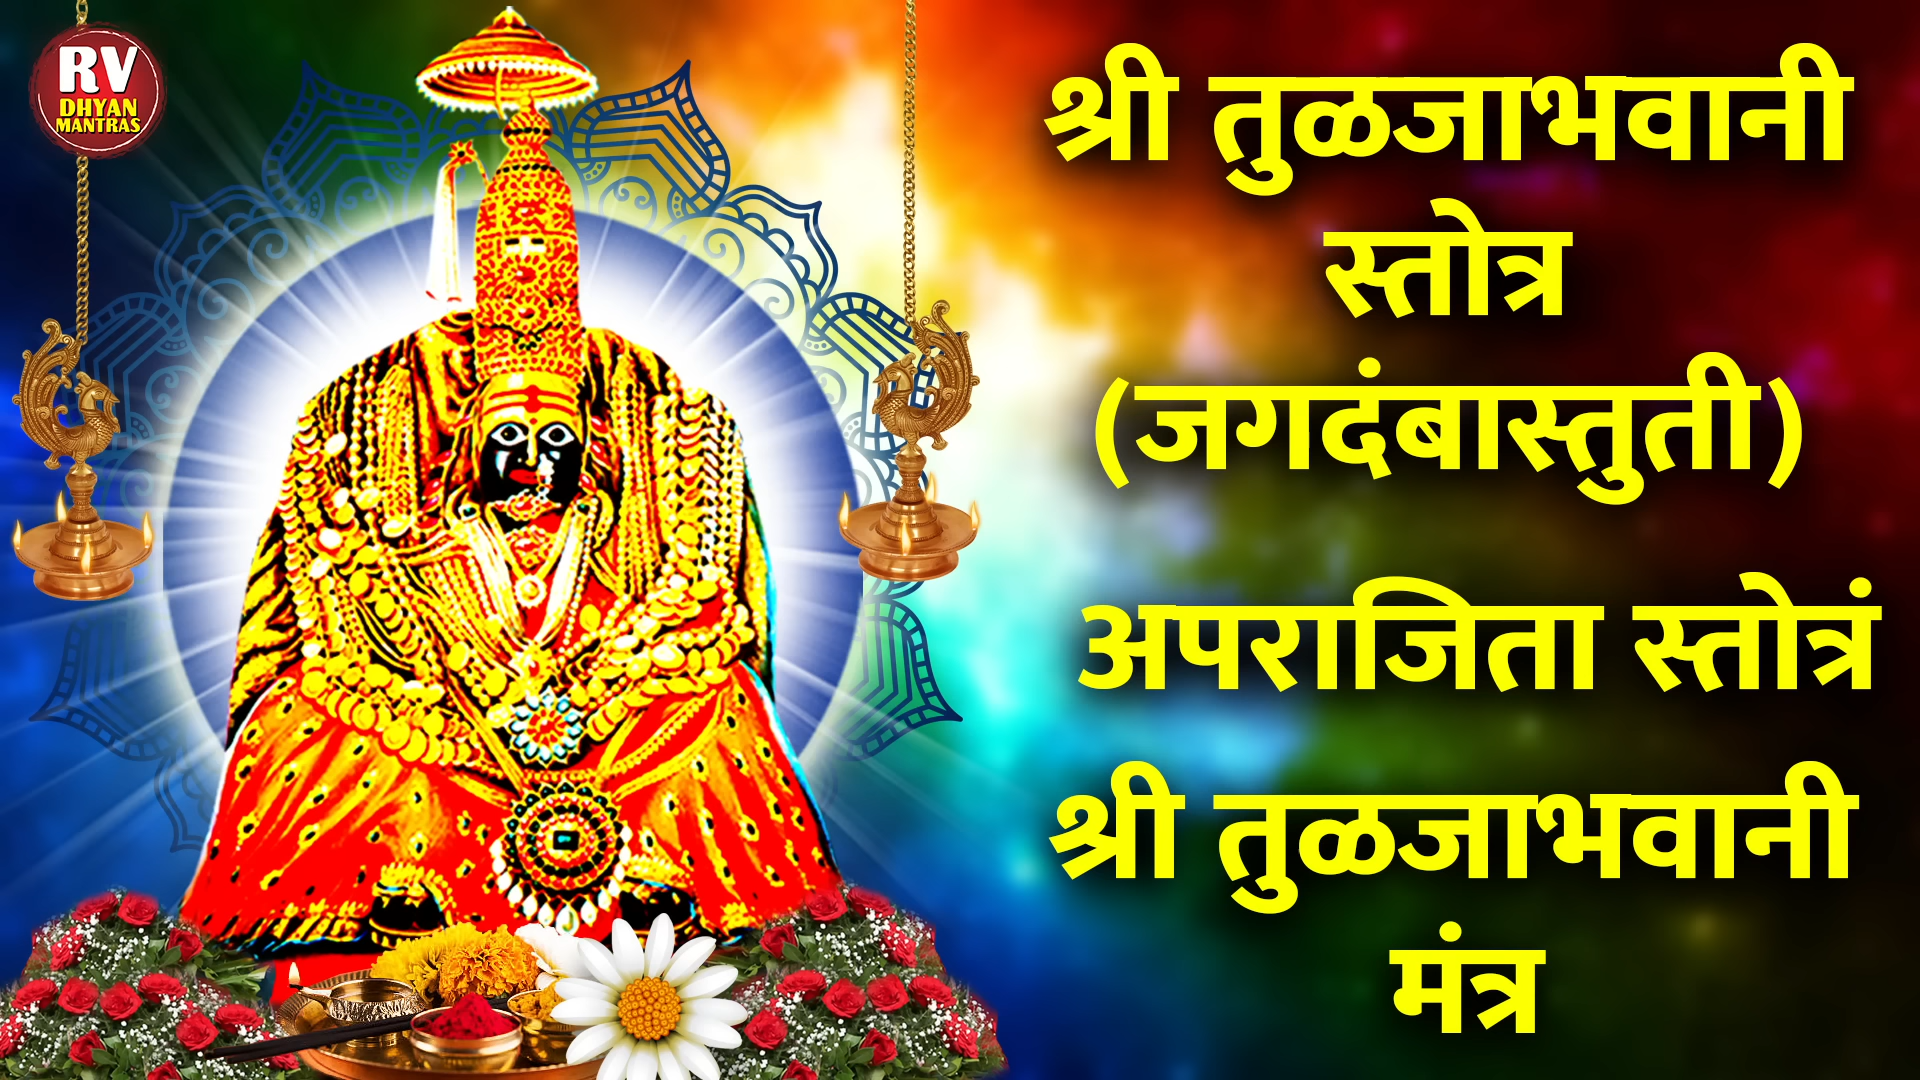 RV
DHYAN
MANTRAS
श्री तुळजाभवानी
स्तोत्र
(जगदंबास्तुती)
अपराजिता स्तोत्रं
श्री तुळजाभवानी
मंत्र